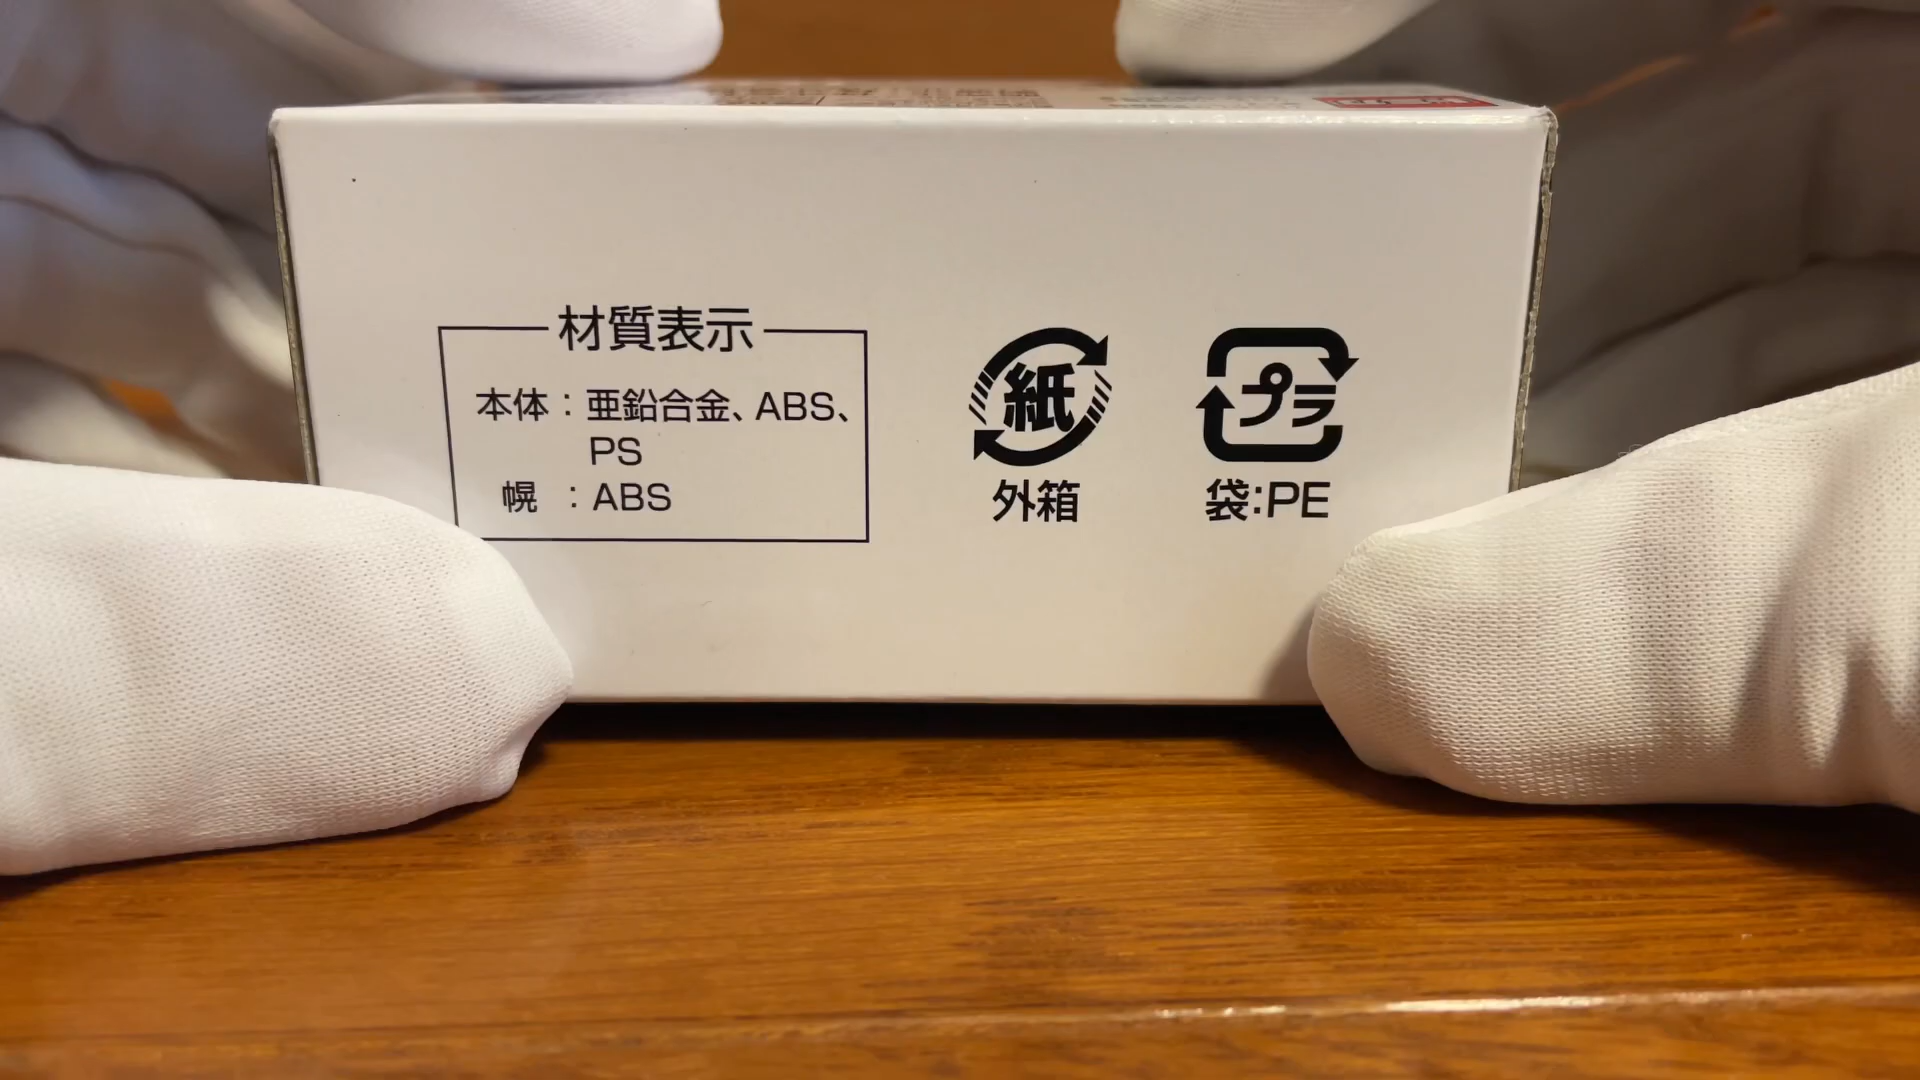 材質表示
本体：亜鉛合金、ABS、
PS
幌：ABS
紙
外箱
プラ
袋:PE